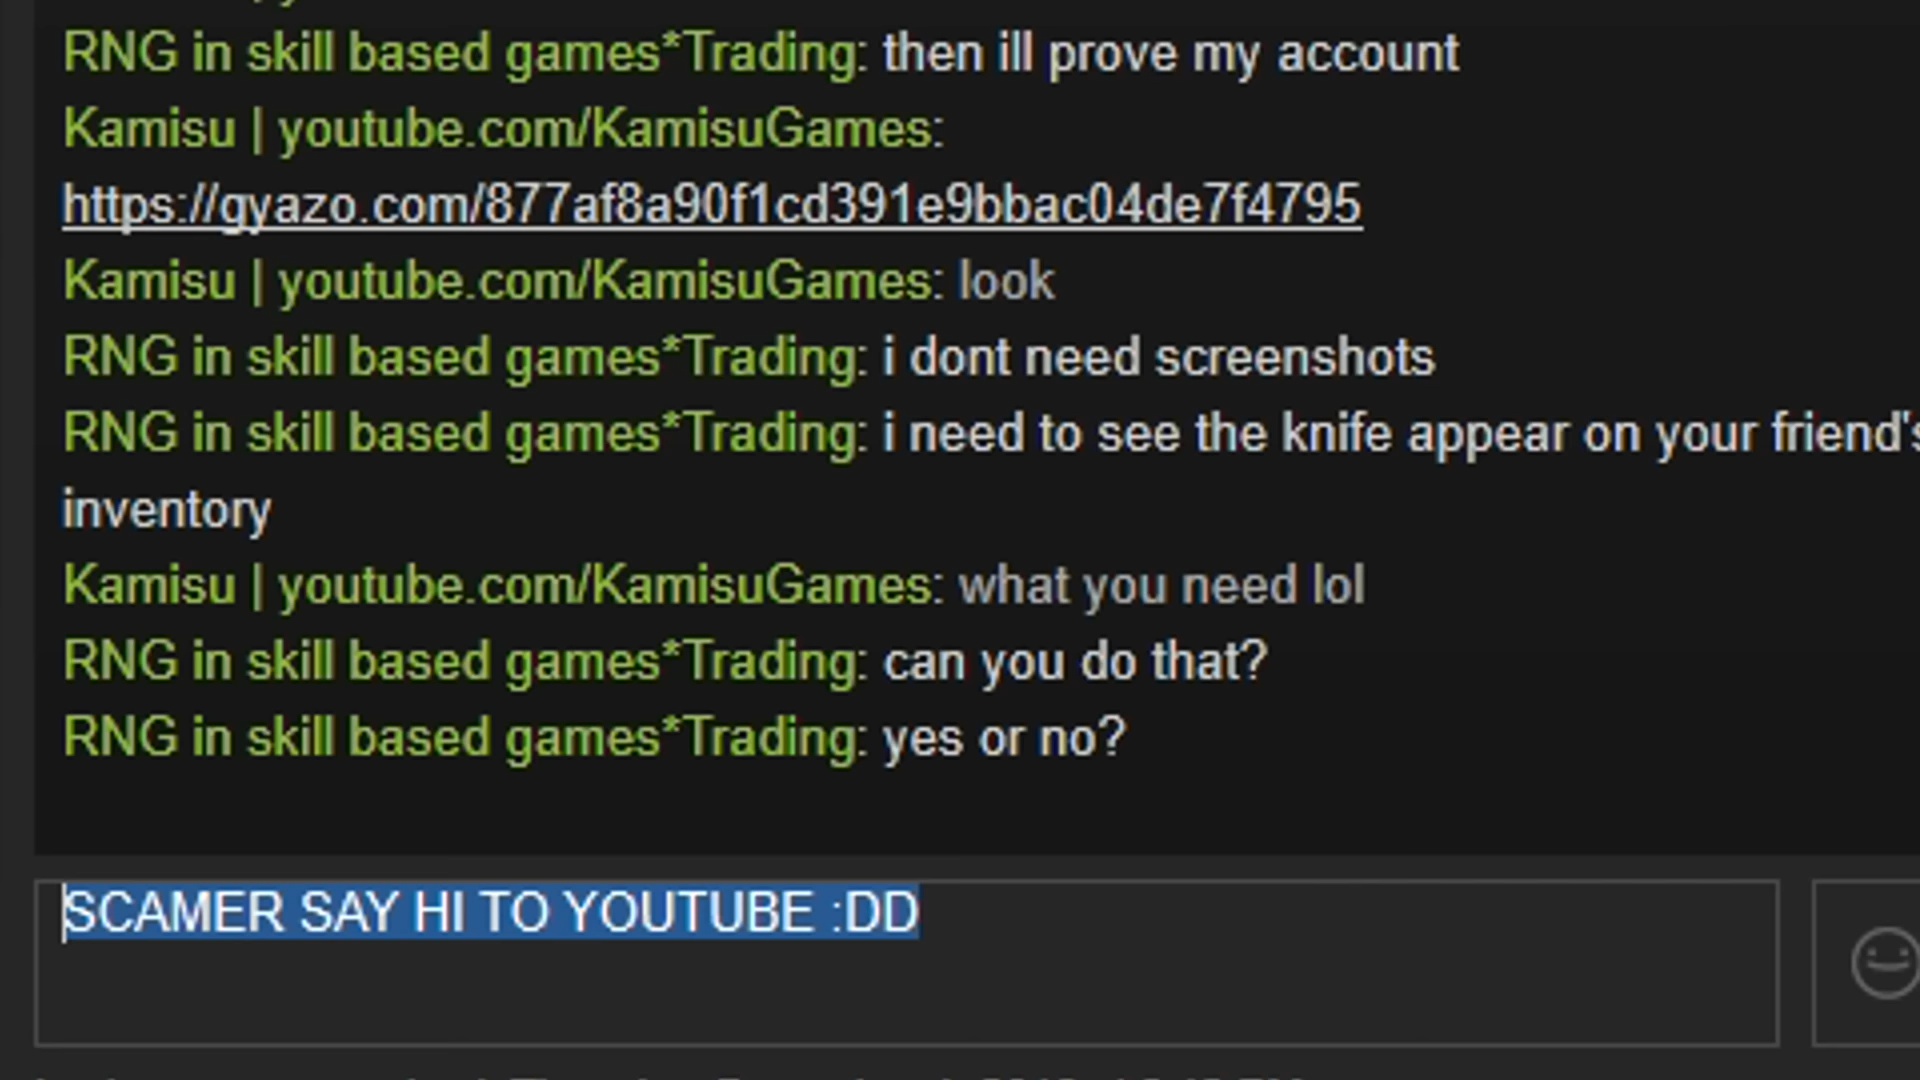 RNG in skill based games*Trading: then ill prove my account
Kamisu | youtube.com/KamisuGames:
https://gyazo.com/877af8a90f1cd391e9bbac04de7f4795
Kamisu | youtube.com/KamisuGames: look
RNG in skill based games*Trading: i dont need screenshots
RNG in skill based games*Trading: i need to see the knife appear on your friend's
inventory
Kamisu | youtube.com/KamisuGames: what you need lol
RNG in skill based games*Trading: can you do that?
RNG in skill based games*Trading: yes or no?
SCAMER SAY HI TO YOUTUBE :DD